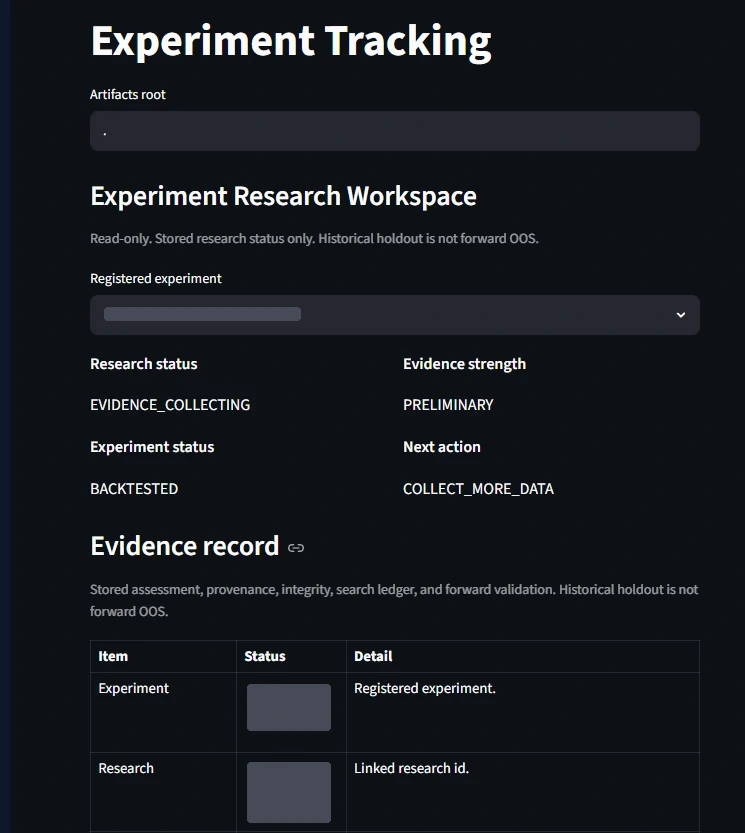 Experiment Tracking
Artifacts root
.
Experiment Research Workspace
Read-only. Stored research status only. Historical holdout is not forward OOS.
Registered experiment
Research status
Evidence strength
EVIDENCE_COLLECTING
PRELIMINARY
Experiment status
Next action
BACKTESTED
COLLECT_MORE_DATA
Evidence record
Stored assessment, provenance, integrity, search ledger, and forward validation. Historical holdout is not
forward OOS.
Item Status Detail
Experiment Registered experiment.
Research Linked research id.